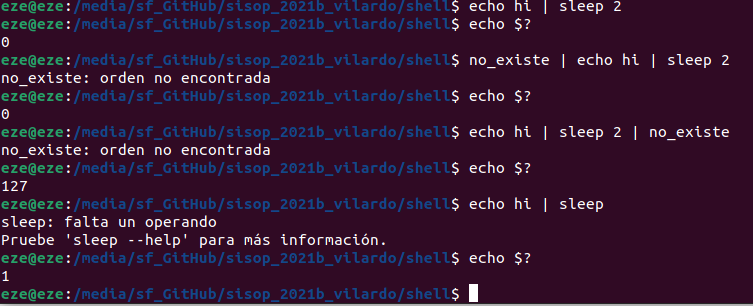 eze@eze:/media/sf_GitHub/sisop_2021b_vilardo/shell$ echo hi | sleep 2
eze@eze:/media/sf_GitHub/sisop_2021b_vilardo/shell$ echo $?
0
eze@eze:/media/sf_GitHub/sisop_2021b_vilardo/shell$ no_existe | echo hi | sleep 2
no_existe: orden no encontrada
eze@eze:/media/sf_GitHub/sisop_2021b_vilardo/shell$ echo $?
0
eze@eze:/media/sf_GitHub/sisop_2021b_vilardo/shell$ echo hi | sleep 2 | no_existe
no_existe: orden no encontrada
eze@eze:/media/sf_GitHub/sisop_2021b_vilardo/shell$ echo $?
127
eze@eze:/media/sf_GitHub/sisop_2021b_vilardo/shell$ echo hi | sleep
sleep: falta un operando
Pruebe 'sleep --help' para más información.
eze@eze:/media/sf_GitHub/sisop_2021b_vilardo/shell$ echo $?
1
eze@eze:/media/sf_GitHub/sisop_2021b_vilardo/shell$